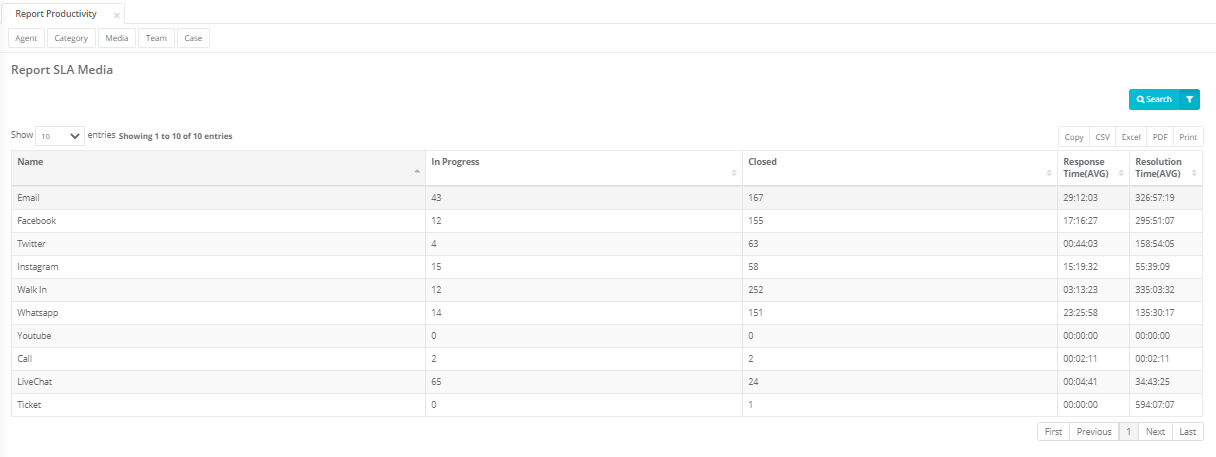 Report Productivity ×
Agent Category Media Team Case
Report SLA Media
Search
Show 10 entries Showing 1 to 10 of 10 entries
Copy CSV Excel PDF Print
Name In Progress Closed Response Time(AVG) Resolution Time(AVG)
Email 43 167 29:12:03 326:57:19
Facebook 12 155 17:16:27 295:51:07
Twitter 4 63 00:44:03 158:54:05
Instagram 15 58 15:19:32 55:39:09
Walk In 12 252 03:13:23 335:03:32
Whatsapp 14 151 23:25:58 135:30:17
Youtube 0 0 00:00:00 00:00:00
Call 2 2 00:02:11 00:02:11
LiveChat 65 24 00:04:41 34:43:25
Ticket 0 1 00:00:00 594:07:07
First Previous 1 Next Last